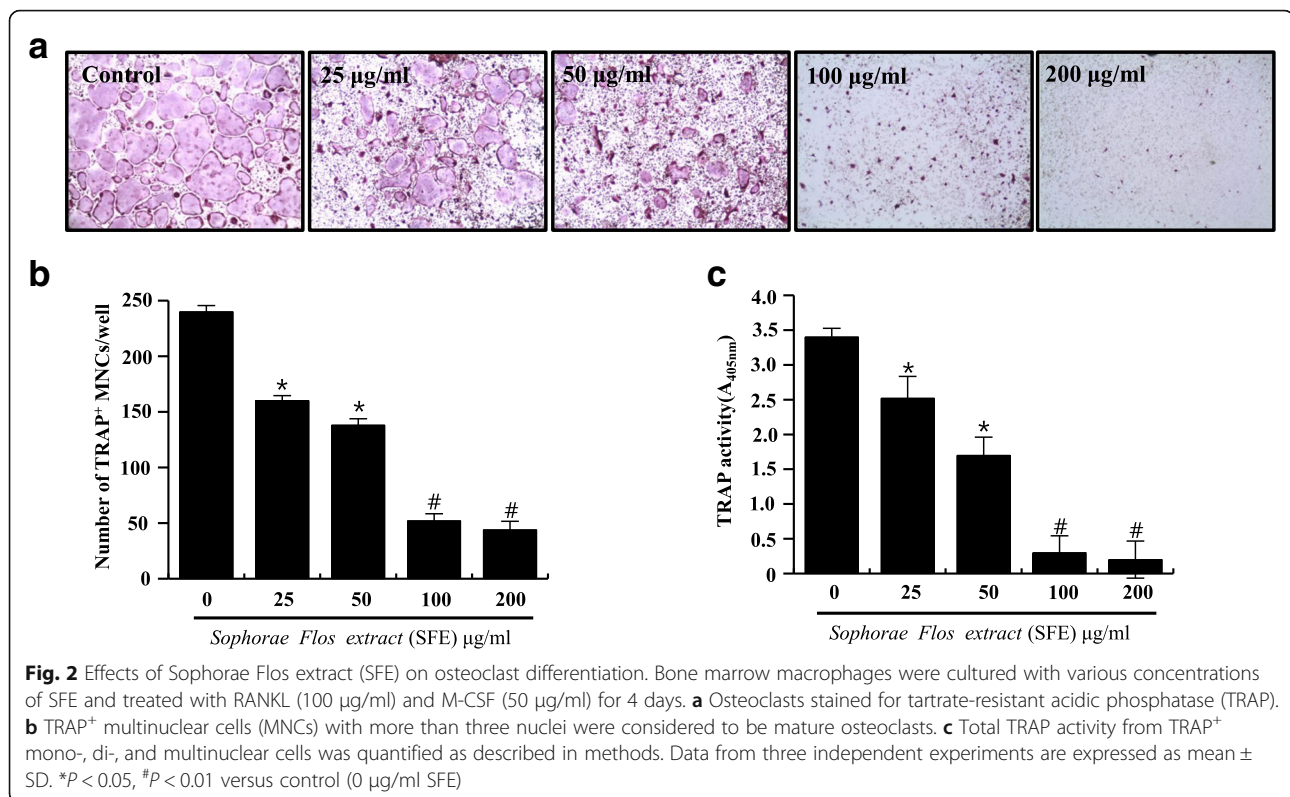 a
Control
25 μg/ml
50 μg/ml
100 μg/ml
200 μg/ml
b
Number of TRAP⁺ MNCs/well
250
200
150
100
50
0
*
*
#
#
0
25
50
100
200
Sophorae Flos extract (SFE) μg/ml
c
TRAP activity(A405nm)
4.0
3.5
3.0
2.5
2.0
1.5
1.0
0.5
0
*
*
#
#
0
25
50
100
200
Sophorae Flos extract (SFE) μg/ml
Fig. 2 Effects of Sophorae Flos extract (SFE) on osteoclast differentiation. Bone marrow macrophages were cultured with various concentrations
of SFE and treated with RANKL (100 μg/ml) and M-CSF (50 μg/ml) for 4 days. a Osteoclasts stained for tartrate-resistant acidic phosphatase (TRAP).
b TRAP⁺ multinuclear cells (MNCs) with more than three nuclei were considered to be mature osteoclasts. c Total TRAP activity from TRAP⁺
mono-, di-, and multinuclear cells was quantified as described in methods. Data from three independent experiments are expressed as mean ±
SD. *P < 0.05, #P < 0.01 versus control (0 μg/ml SFE)